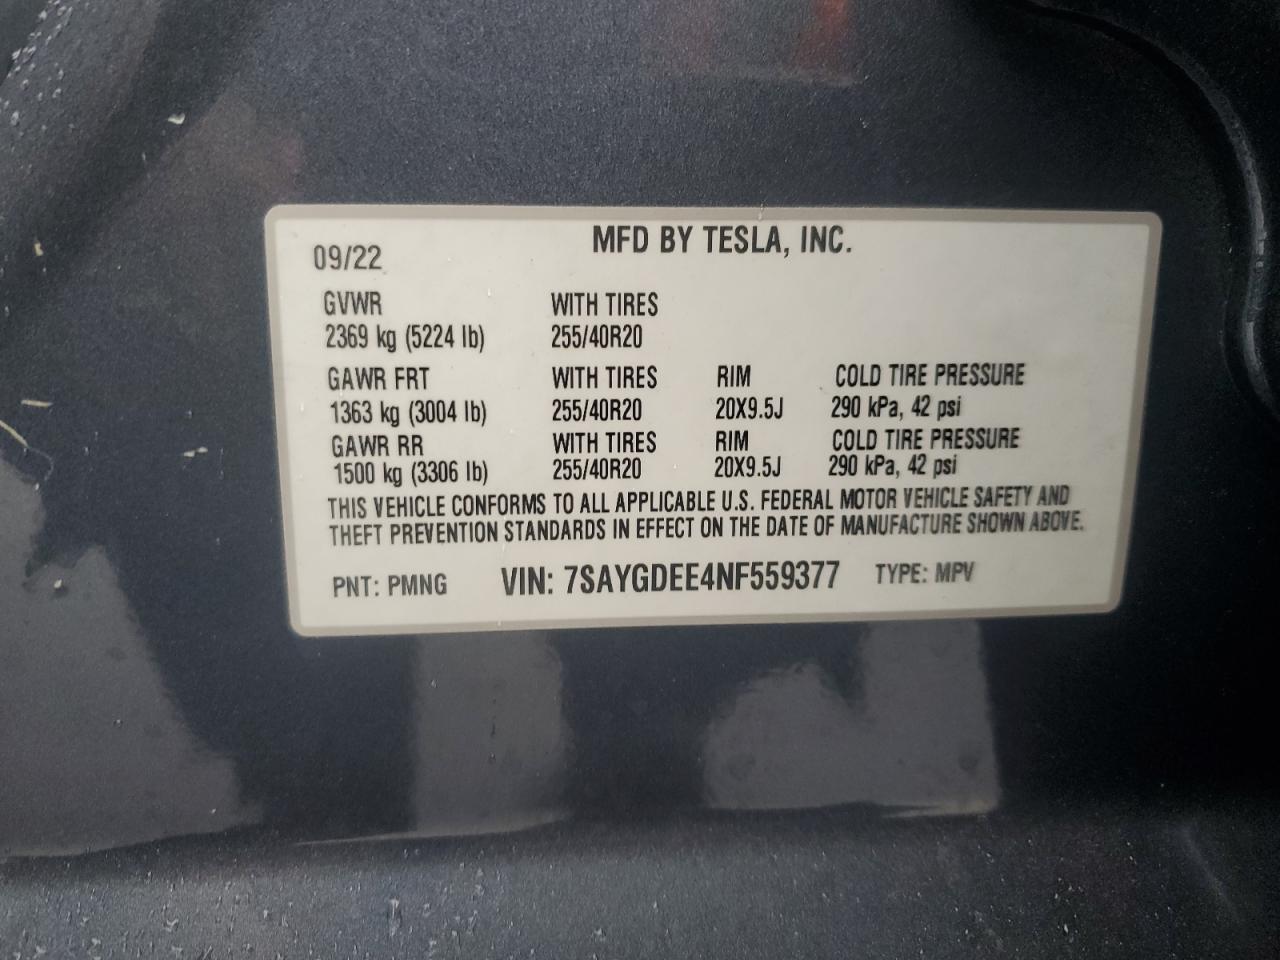 MFD BY TESLA, INC.
09/22
GVWR WITH TIRES
2369 kg (5224 lb) 255/40R20
GAWR FRT WITH TIRES RIM COLD TIRE PRESSURE
1363 kg (3004 lb) 255/40R20 20X9.5J 290 kPa, 42 psi
GAWR RR WITH TIRES RIM COLD TIRE PRESSURE
1500 kg (3306 lb) 255/40R20 20X9.5J 290 kPa, 42 psi
THIS VEHICLE CONFORMS TO ALL APPLICABLE U.S. FEDERAL MOTOR VEHICLE SAFETY AND
THEFT PREVENTION STANDARDS IN EFFECT ON THE DATE OF MANUFACTURE SHOWN ABOVE.
PNT: PMNG VIN: 7SAYGDEE4NF559377 TYPE: MPV